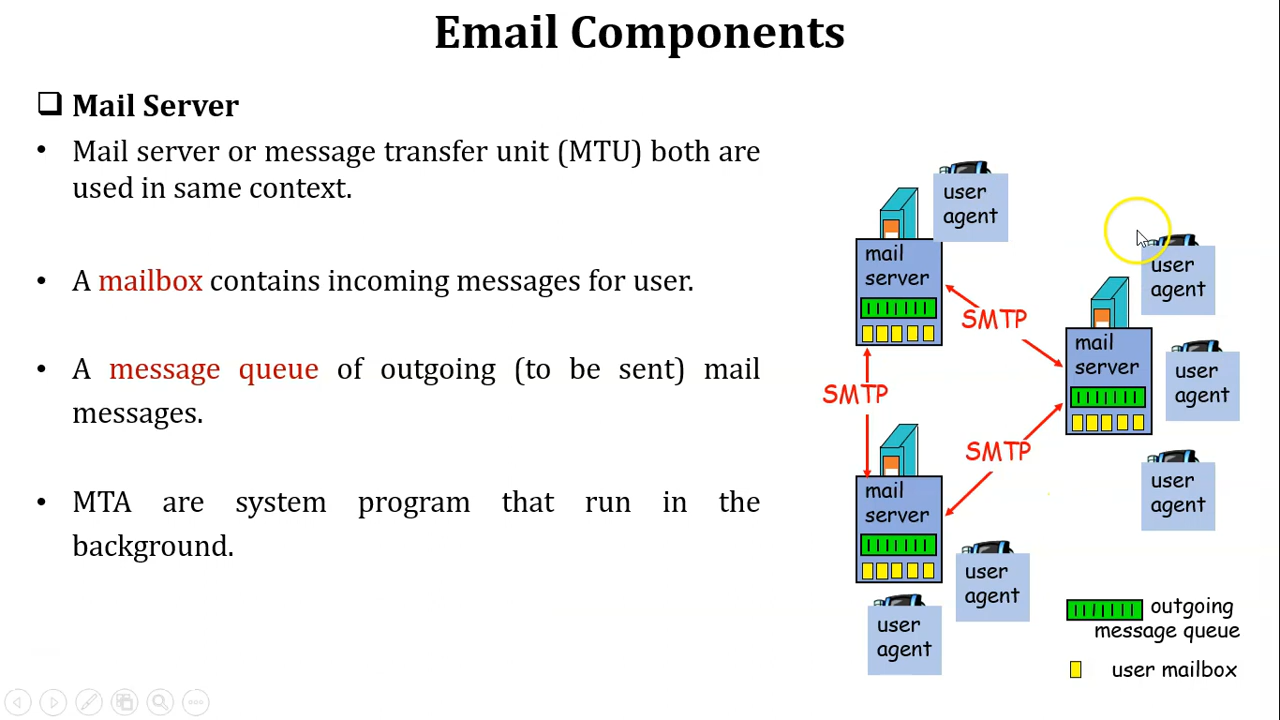 Email Components
Mail Server
• Mail server or message transfer unit (MTU) both are
used in same context.
• A mailbox contains incoming messages for user.
• A message queue of outgoing (to be sent) mail
messages.
• MTA are system program that run in the
background.
user
agent
mail
server
user
agent
SMTP
mail
server
user
agent
SMTP
SMTP
user
agent
mail
server
user
agent
user
agent
outgoing
message queue
user mailbox